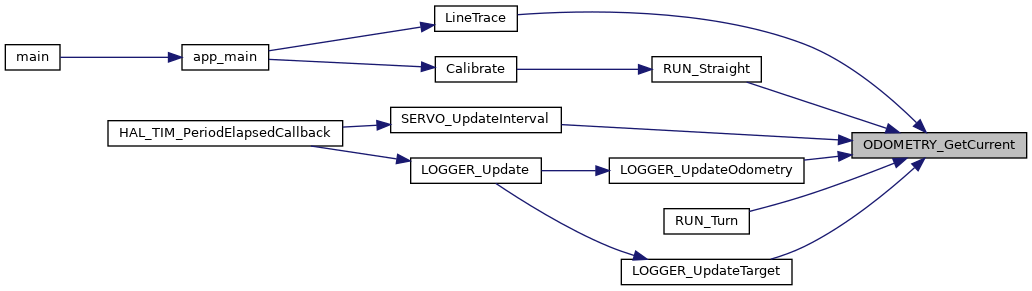 LineTrace
main
app_main
Calibrate
RUN_Straight
SERVO_UpdateInterval
HAL_TIM_PeriodElapsedCallback
ODOMETRY_GetCurrent
LOGGER_Update
LOGGER_UpdateOdometry
RUN_Turn
LOGGER_UpdateTarget